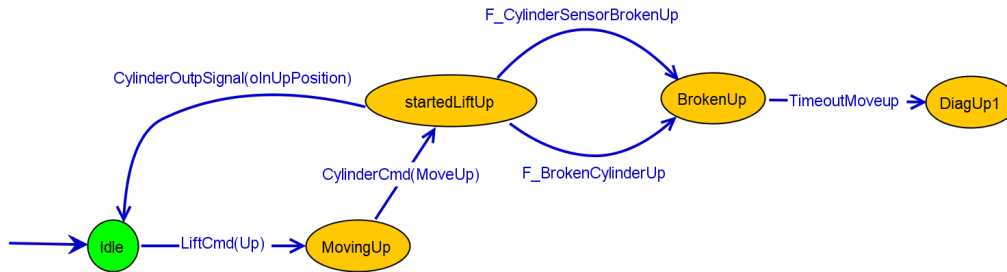 F_CylinderSensorBrokenUp
CylinderOutpSignal(oInUpPosition)
startedLiftUp
BrokenUp
TimeoutMoveup
DiagUp1
CylinderCmd(MoveUp)
F_BrokenCylinderUp
Idle
LiftCmd(Up)
MovingUp